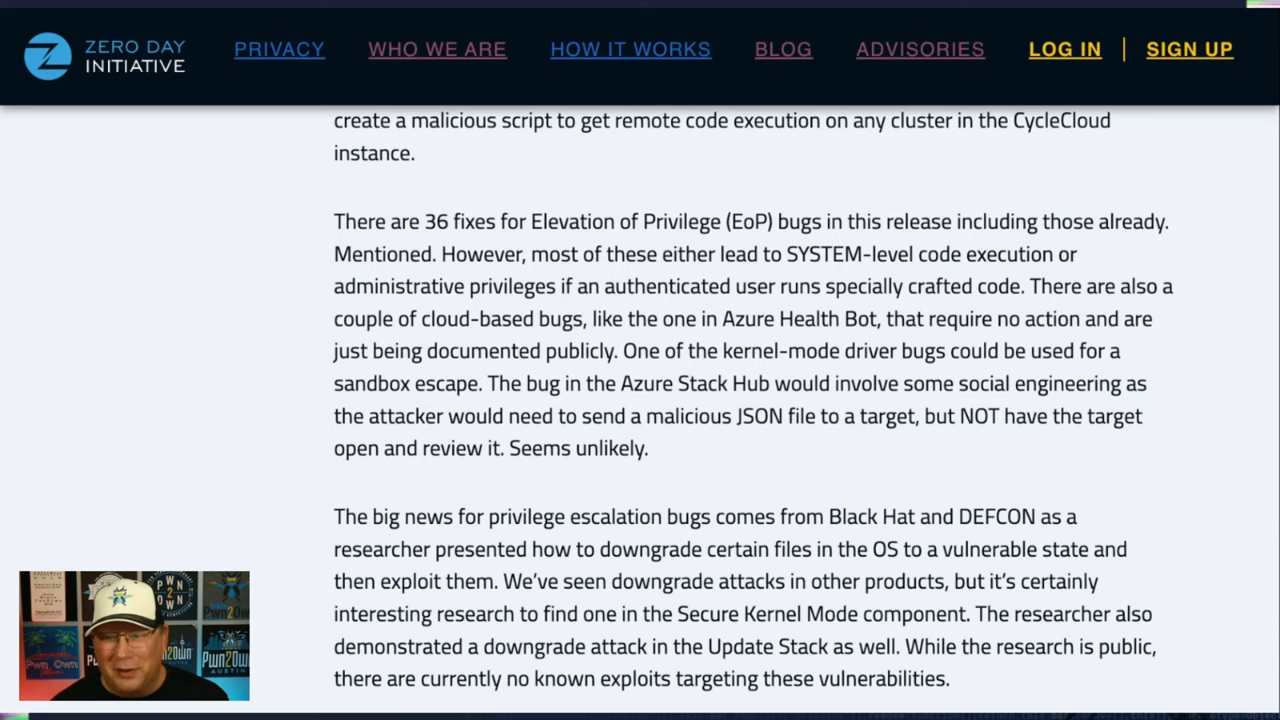 ZERO DAY
INITIATIVE
PRIVACY
WHO WE ARE
HOW IT WORKS
BLOG
ADVISORIES
LOG IN
SIGN UP
create a malicious script to get remote code execution on any cluster in the CycleCloud
instance.
There are 36 fixes for Elevation of Privilege (EoP) bugs in this release including those already.
Mentioned. However, most of these either lead to SYSTEM-level code execution or
administrative privileges if an authenticated user runs specially crafted code. There are also a
couple of cloud-based bugs, like the one in Azure Health Bot, that require no action and are
just being documented publicly. One of the kernel-mode driver bugs could be used for a
sandbox escape. The bug in the Azure Stack Hub would involve some social engineering as
the attacker would need to send a malicious JSON file to a target, but NOT have the target
open and review it. Seems unlikely.
The big news for privilege escalation bugs comes from Black Hat and DEFCON as a
researcher presented how to downgrade certain files in the OS to a vulnerable state and
then exploit them. We’ve seen downgrade attacks in other products, but it’s certainly
interesting research to find one in the Secure Kernel Mode component. The researcher also
demonstrated a downgrade attack in the Update Stack as well. While the research is public,
there are currently no known exploits targeting these vulnerabilities.
PWN
2
OWN
Pwn2Own
Pwn Own
Pwn2Own
AUSTIN